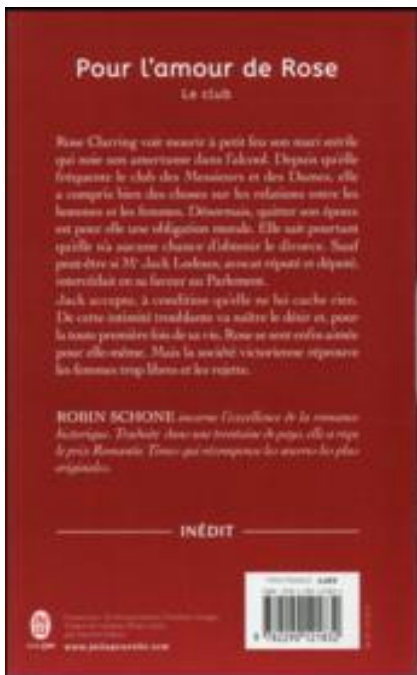 Pour l'amour de Rose
Le club
Rose Clarring voit mourir à petit feu son mari stérile
qui noie son amertume dans l'alcool. Depuis qu'elle
fréquente le club des Messieurs et des Dames, elle
a compris bien des choses sur les relations entre les
hommes et les femmes. Désormais, quitter son époux
est pour elle une obligation morale. Elle sait pourtant
qu'elle n'a aucune chance d'obtenir le divorce. Sauf
peut-être si Me Jack Lodoun, avocat réputé et député,
intercédait en sa faveur au Parlement.
Jack accepte, à condition qu'elle ne lui cache rien.
De cette intimité troublante va naître le désir et, pour
la toute première fois de sa vie, Rose se sent enfin aimée
pour elle-même. Mais la société victorienne réprouve
les femmes trop libres et les rejette.
ROBIN SCHONE incarne l'excellence de la romance
historique. Traduite dans une trentaine de pays, elle a reçu
le prix Romantic Times qui récompense les œuvres les plus
originales.
INÉDIT
www.jailupourelle.com
9 782290 121832